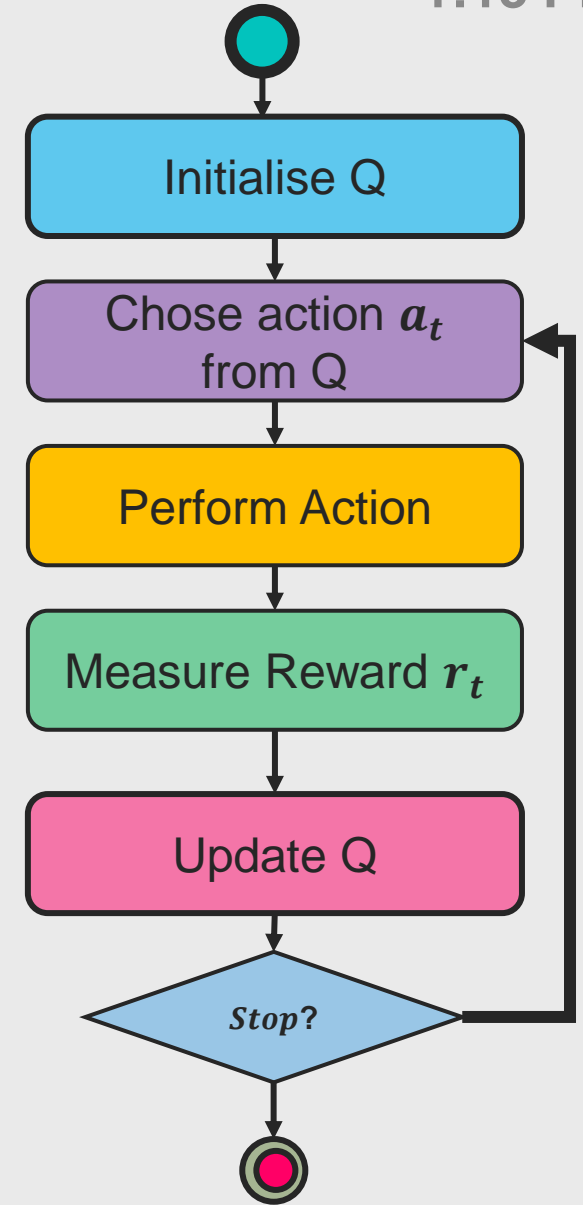 Initialise Q
Chose action a_t
from Q
Perform Action
Measure Reward r_t
Update Q
Stop?